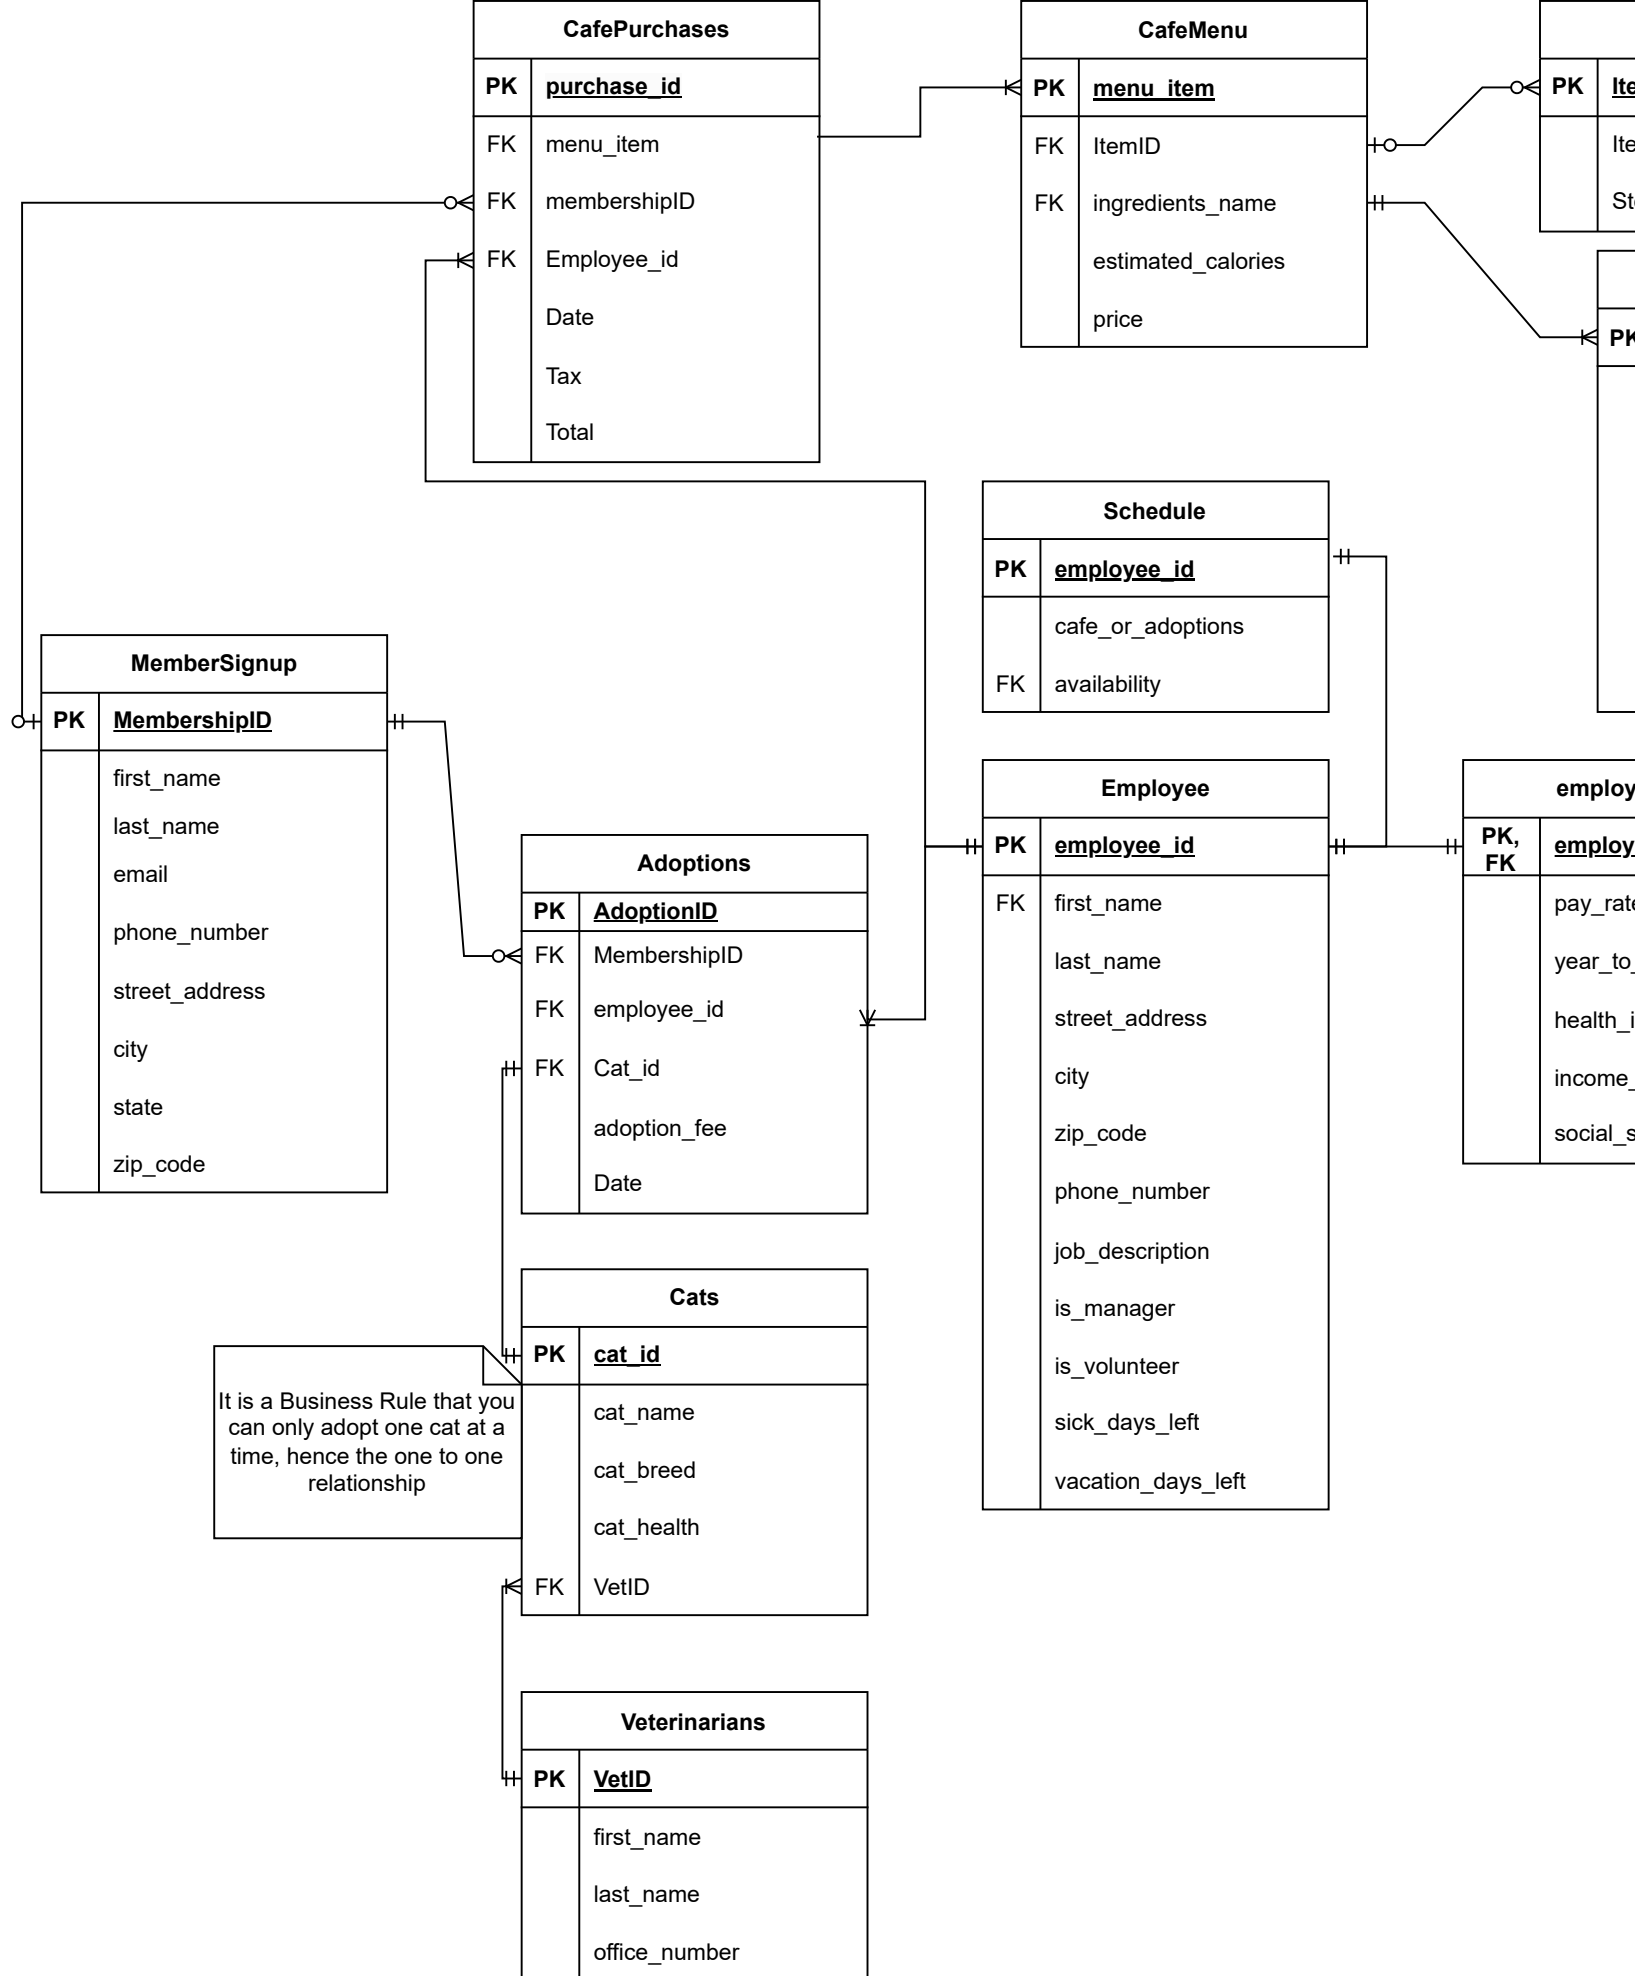 CafePurchases
PK purchase_id
FK menu_item
FK membershipID
FK Employee_id
Date
Tax
Total
CafeMenu
PK menu_item
FK ItemID
FK ingredients_name
estimated_calories
price
PK
Schedule
PK employee_id
cafe_or_adoptions
FK availability
MemberSignup
PK MembershipID
first_name
last_name
email
phone_number
street_address
city
state
zip_code
Adoptions
PK AdoptionID
FK MembershipID
FK employee_id
FK Cat_id
adoption_fee
Date
Employee
PK employee_id
FK first_name
last_name
street_address
city
zip_code
phone_number
job_description
is_manager
is_volunteer
sick_days_left
vacation_days_left
PK,
FK
Cats
PK cat_id
cat_name
cat_breed
cat_health
FK VetID
It is a Business Rule that you
can only adopt one cat at a
time, hence the one to one
relationship
Veterinarians
PK VetID
first_name
last_name
office_number